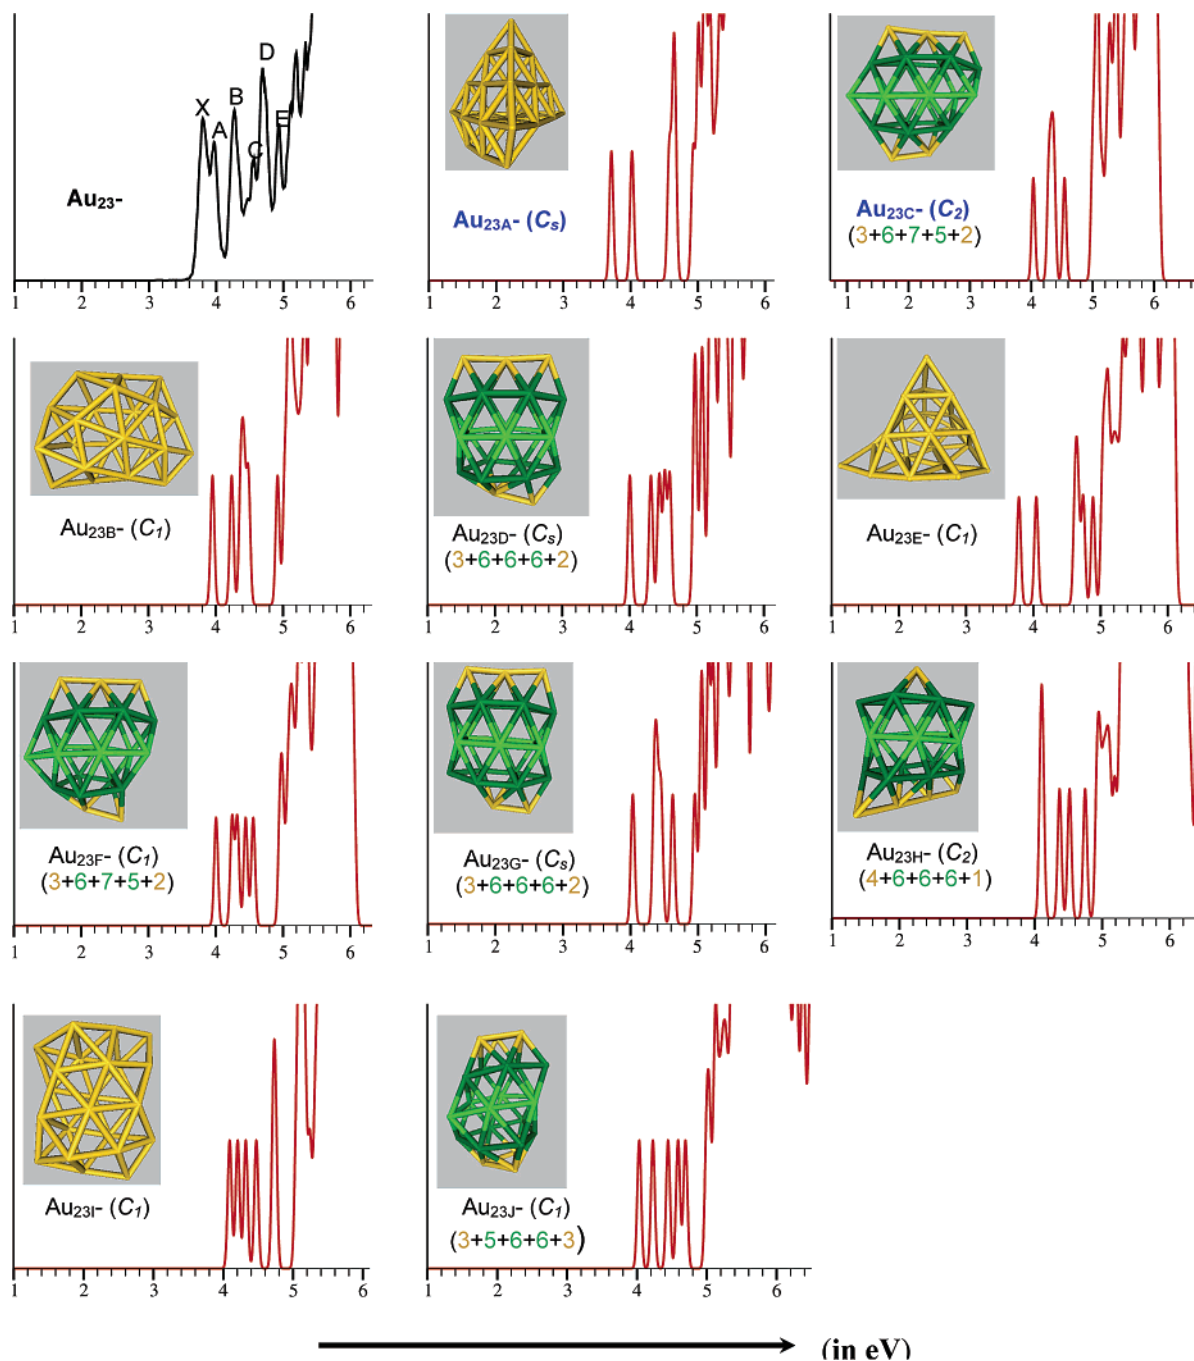 X A B C D E
Au23-
1 2 3 4 5 6
Au23A- (Cs)
1 2 3 4 5 6
Au23C- (C2)
(3+6+7+5+2)
1 2 3 4 5 6
Au23B- (C1)
1 2 3 4 5 6
Au23D- (Cs)
(3+6+6+6+2)
1 2 3 4 5 6
Au23E- (C1)
1 2 3 4 5 6
Au23F- (C1)
(3+6+7+5+2)
1 2 3 4 5 6
Au23G- (Cs)
(3+6+6+6+2)
1 2 3 4 5 6
Au23H- (C2)
(4+6+6+6+1)
1 2 3 4 5 6
Au23I- (C1)
1 2 3 4 5 6
Au23J- (C1)
(3+5+6+6+3)
1 2 3 4 5 6
(in eV)